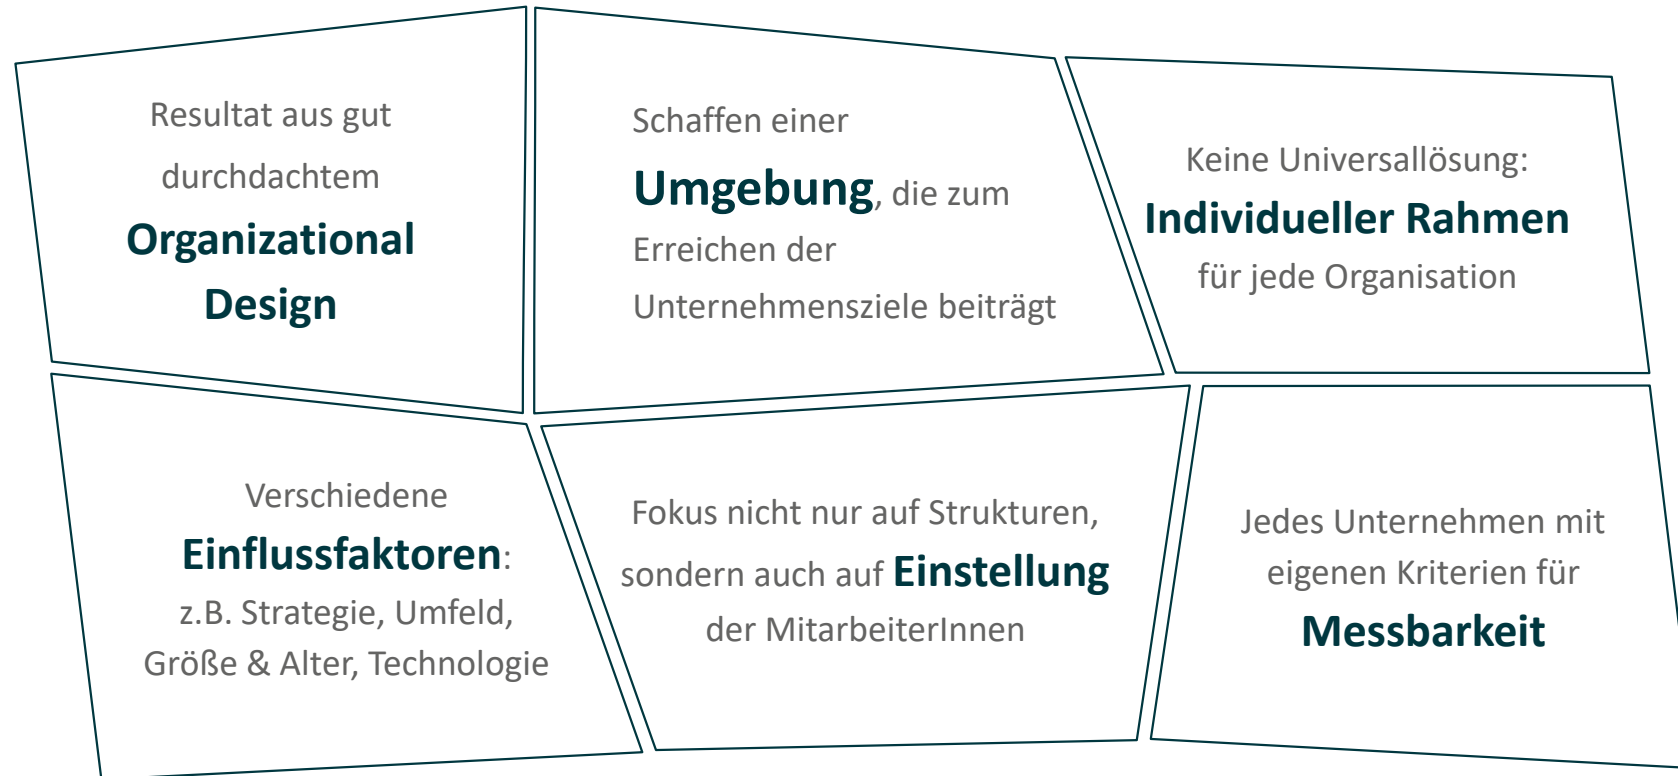 Resultat aus gut
durchdachtem
Organizational
Design
Schaffen einer
Umgebung, die zum
Erreichen der
Unternehmensziele beiträgt
Keine Universallösung:
Individueller Rahmen
für jede Organisation
Verschiedene
Einflussfaktoren:
z.B. Strategie, Umfeld,
Größe & Alter, Technologie
Fokus nicht nur auf Strukturen,
sondern auch auf Einstellung
der MitarbeiterInnen
Jedes Unternehmen mit
eigenen Kriterien für
Messbarkeit